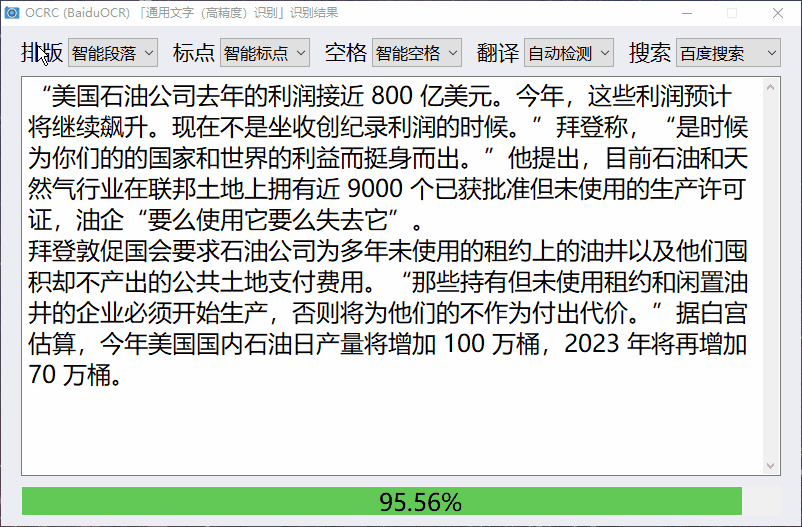 OCRC (BaiduOCR) 「通用文字（高精度）识别」识别结果
排版 智能段落 标点 智能标点 空格 智能空格 翻译 自动检测 搜索 百度搜索
“美国石油公司去年的利润接近 800 亿美元。今年，这些利润预计
将继续飙升。现在不是坐收创纪录利润的时候。”拜登称，“是时候
为你们的的国家和世界的利益而挺身而出。”他提出，目前石油和天
然气行业在联邦土地上拥有近 9000 个已获批准但未使用的生产许可
证，油企“要么使用它要么失去它”。
拜登敦促国会要求石油公司为多年未使用的租约上的油井以及他们囤
积却不产出的公共土地支付费用。“那些持有但未使用租约和闲置油
井的企业必须开始生产，否则将为他们的不作为付出代价。”据白宫
估算，今年美国国内石油日产量将增加 100 万桶，2023 年将再增加
70 万桶。
95.56%